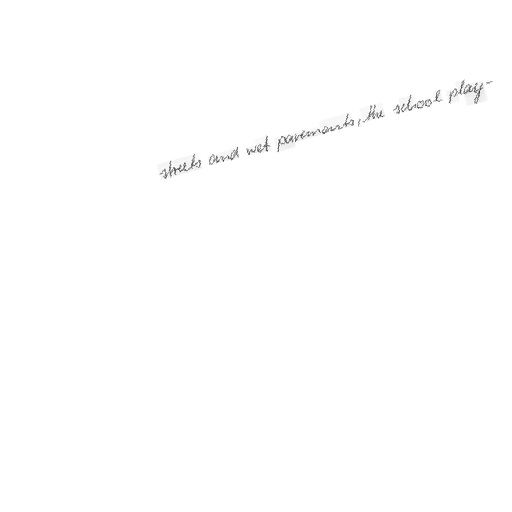 streets and wet pavements, the school play-